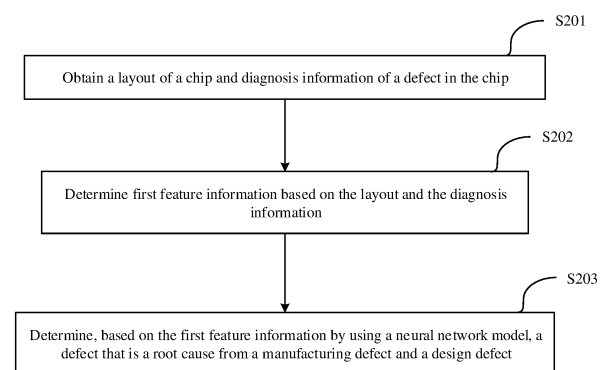 S201
Obtain a layout of a chip and diagnosis information of a defect in the chip
S202
Determine first feature information based on the layout and the diagnosis
information
S203
Determine, based on the first feature information by using a neural network model, a
defect that is a root cause from a manufacturing defect and a design defect